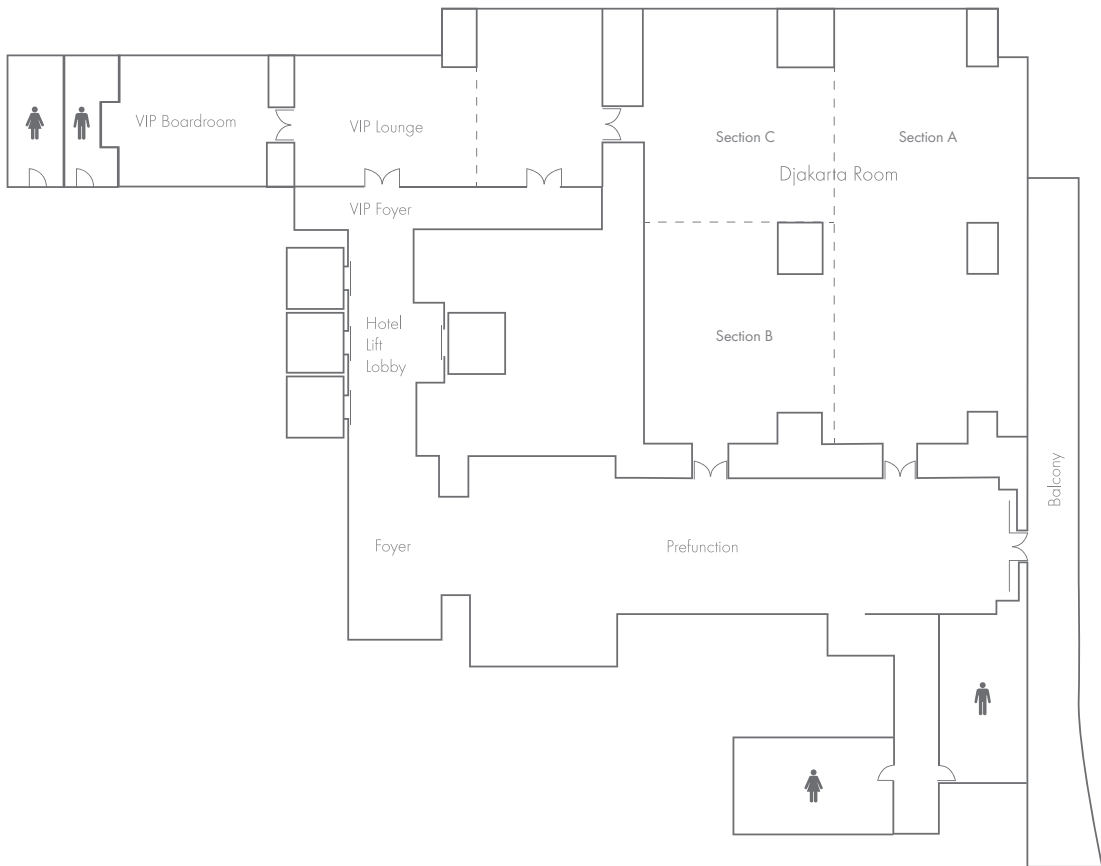 VIP Boardroom
VIP Lounge
Section C
Section A
Djakarta Room
VIP Foyer
Hotel
Lift
Lobby
Section B
Balcony
Foyer
Prefunction